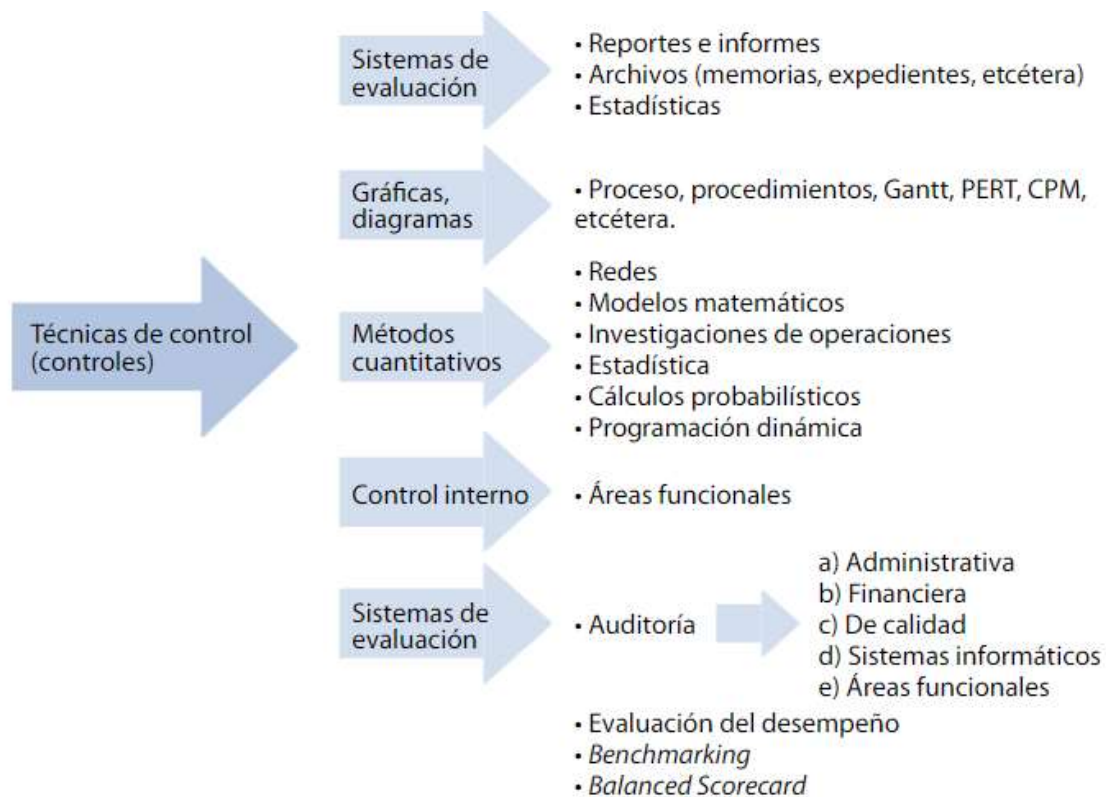 Sistemas de
evaluación
• Reportes e informes
• Archivos (memorias, expedientes, etcétera)
• Estadísticas
Gráficas,
diagramas
• Proceso, procedimientos, Gantt, PERT, CPM,
etcétera.
Técnicas de control
(controles)
Métodos
cuantitativos
• Redes
• Modelos matemáticos
• Investigaciones de operaciones
• Estadística
• Cálculos probabilísticos
• Programación dinámica
Control interno
• Áreas funcionales
Sistemas de
evaluación
• Auditoría
a) Administrativa
b) Financiera
c) De calidad
d) Sistemas informáticos
e) Áreas funcionales
• Evaluación del desempeño
• Benchmarking
• Balanced Scorecard